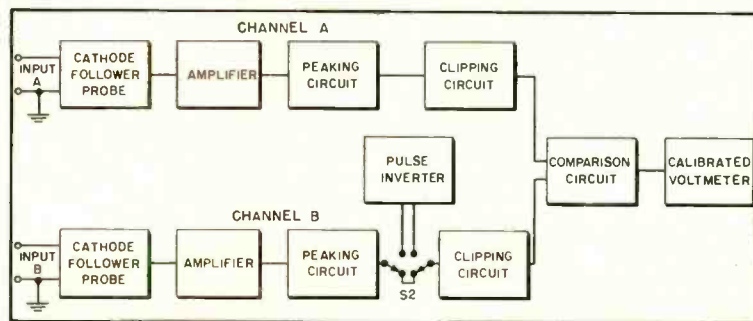 CHANNEL A
INPUT
A
CATHODE
FOLLOWER
PROBE
AMPLIFIER
PEAKING
CIRCUIT
CLIPPING
CIRCUIT
PULSE
INVERTER
COMPARISON
CIRCUIT
CALIBRATED
VOLTMETER
CHANNEL B
INPUT
B
CATHODE
FOLLOWER
PROBE
AMPLIFIER
PEAKING
CIRCUIT
S2
CLIPPING
CIRCUIT